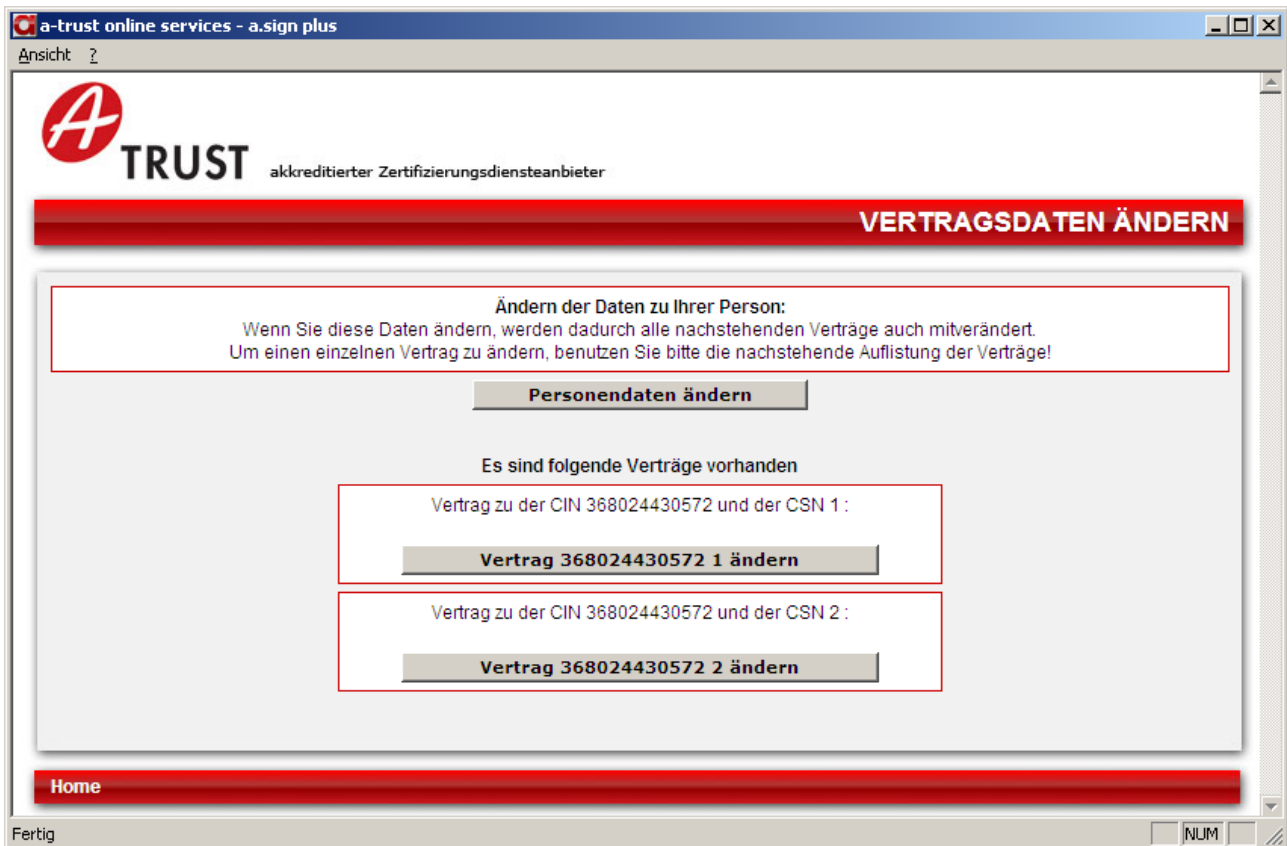 a-trust online services - a.sign plus
Ansicht ?
A
TRUST akkreditierter Zertifizierungsdiensteanbieter
VERTRAGSDATEN ÄNDERN
Ändern der Daten zu Ihrer Person:
Wenn Sie diese Daten ändern, werden dadurch alle nachstehenden Verträge auch mitverändert.
Um einen einzelnen Vertrag zu ändern, benutzen Sie bitte die nachstehende Auflistung der Verträge!
Personendaten ändern
Es sind folgende Verträge vorhanden
Vertrag zu der CIN 368024430572 und der CSN 1 :
Vertrag 368024430572 1 ändern
Vertrag zu der CIN 368024430572 und der CSN 2 :
Vertrag 368024430572 2 ändern
Home
Fertig NUM